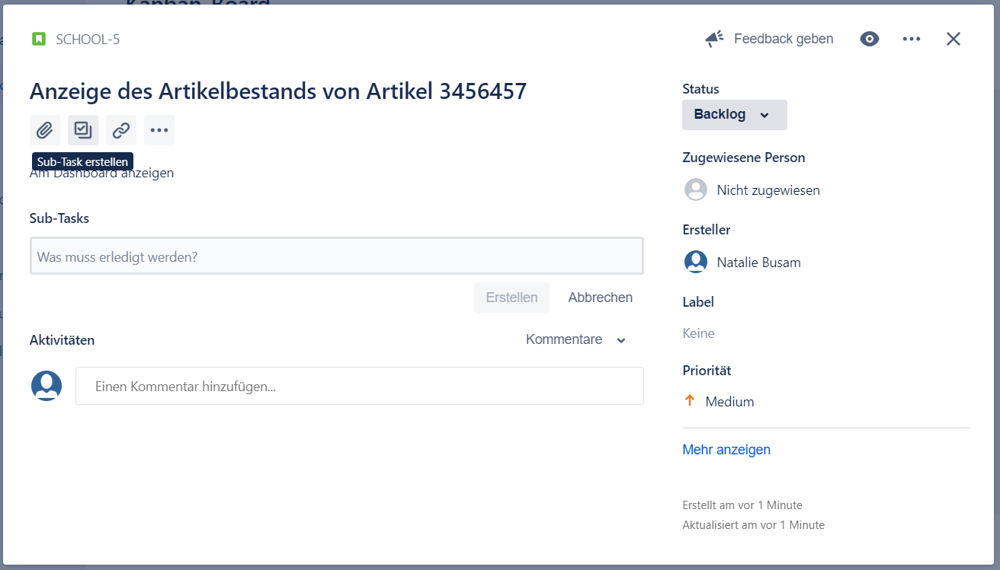 Kanban-Board
SCHOOL-5
Feedback geben
Anzeige des Artikelbestands von Artikel 3456457
Sub-Task erstellen
Am Dashboard anzeigen
Sub-Tasks
Was muss erledigt werden?
Erstellen
Abbrechen
Aktivitäten
Kommentare
Einen Kommentar hinzufügen...
Status
Backlog
Zugewiesene Person
Nicht zugewiesen
Ersteller
Natalie Busam
Label
Keine
Priorität
Medium
Mehr anzeigen
Erstellt am vor 1 Minute
Aktualisiert am vor 1 Minute